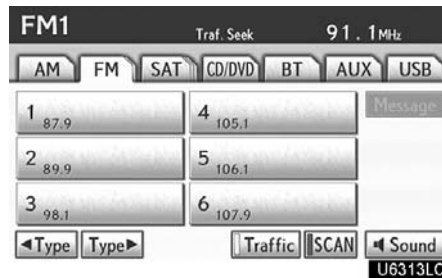 FM1 Traf. Seek 91.1MHz
AM FM SAT CD/DVD BT AUX USB
1 87.9 4 105.1 Message
2 89.9 5 106.1
3 98.1 6 107.9
◄Type Type► Traffic SCAN Sound
U6313LC